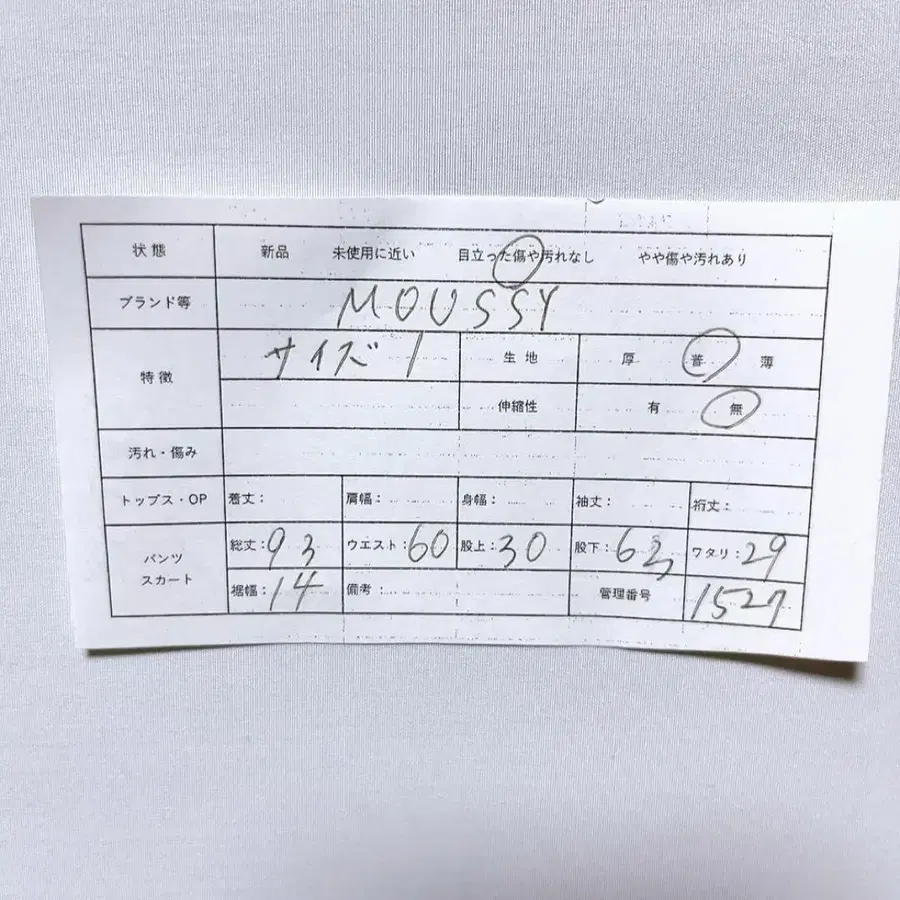 状態 新品 未使用に近い 目立った傷や汚れなし やや傷や汚れあり
ブランド等 MOUSSY
特徴 サイズ1 生地 厚 普 薄
伸縮性 有 無
汚れ・傷み
トップス・OP 着丈: 肩幅: 身幅: 袖丈: 裄丈:
パンツ スカート 総丈:93 ウエスト:60 股上:30 股下:63 ワタリ:29
裾幅:14 備考: 管理番号 1527